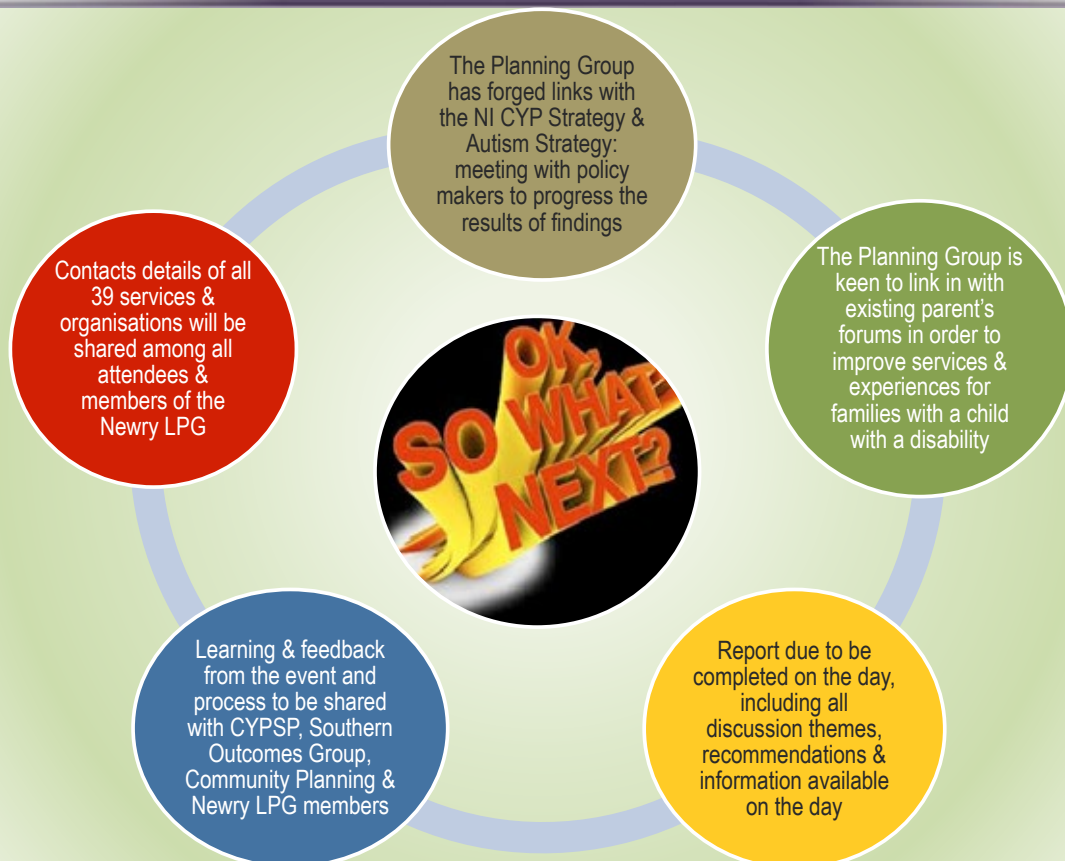 The Planning Group
has forged links with
the NI CYP Strategy &
Autism Strategy:
meeting with policy
makers to progress the
results of findings
The Planning Group is
keen to link in with
existing parent's
forums in order to
improve services &
experiences for
families with a child
with a disability
Report due to be
completed on the day,
including all
discussion themes,
recommendations &
information available
on the day
Learning & feedback
from the event and
process to be shared
with CYPSP, Southern
Outcomes Group,
Community Planning &
Newry LPG members
Contacts details of all
39 services &
organisations will be
shared among all
attendees &
members of the
Newry LPG
OK,
SO WHAT
NEXT?